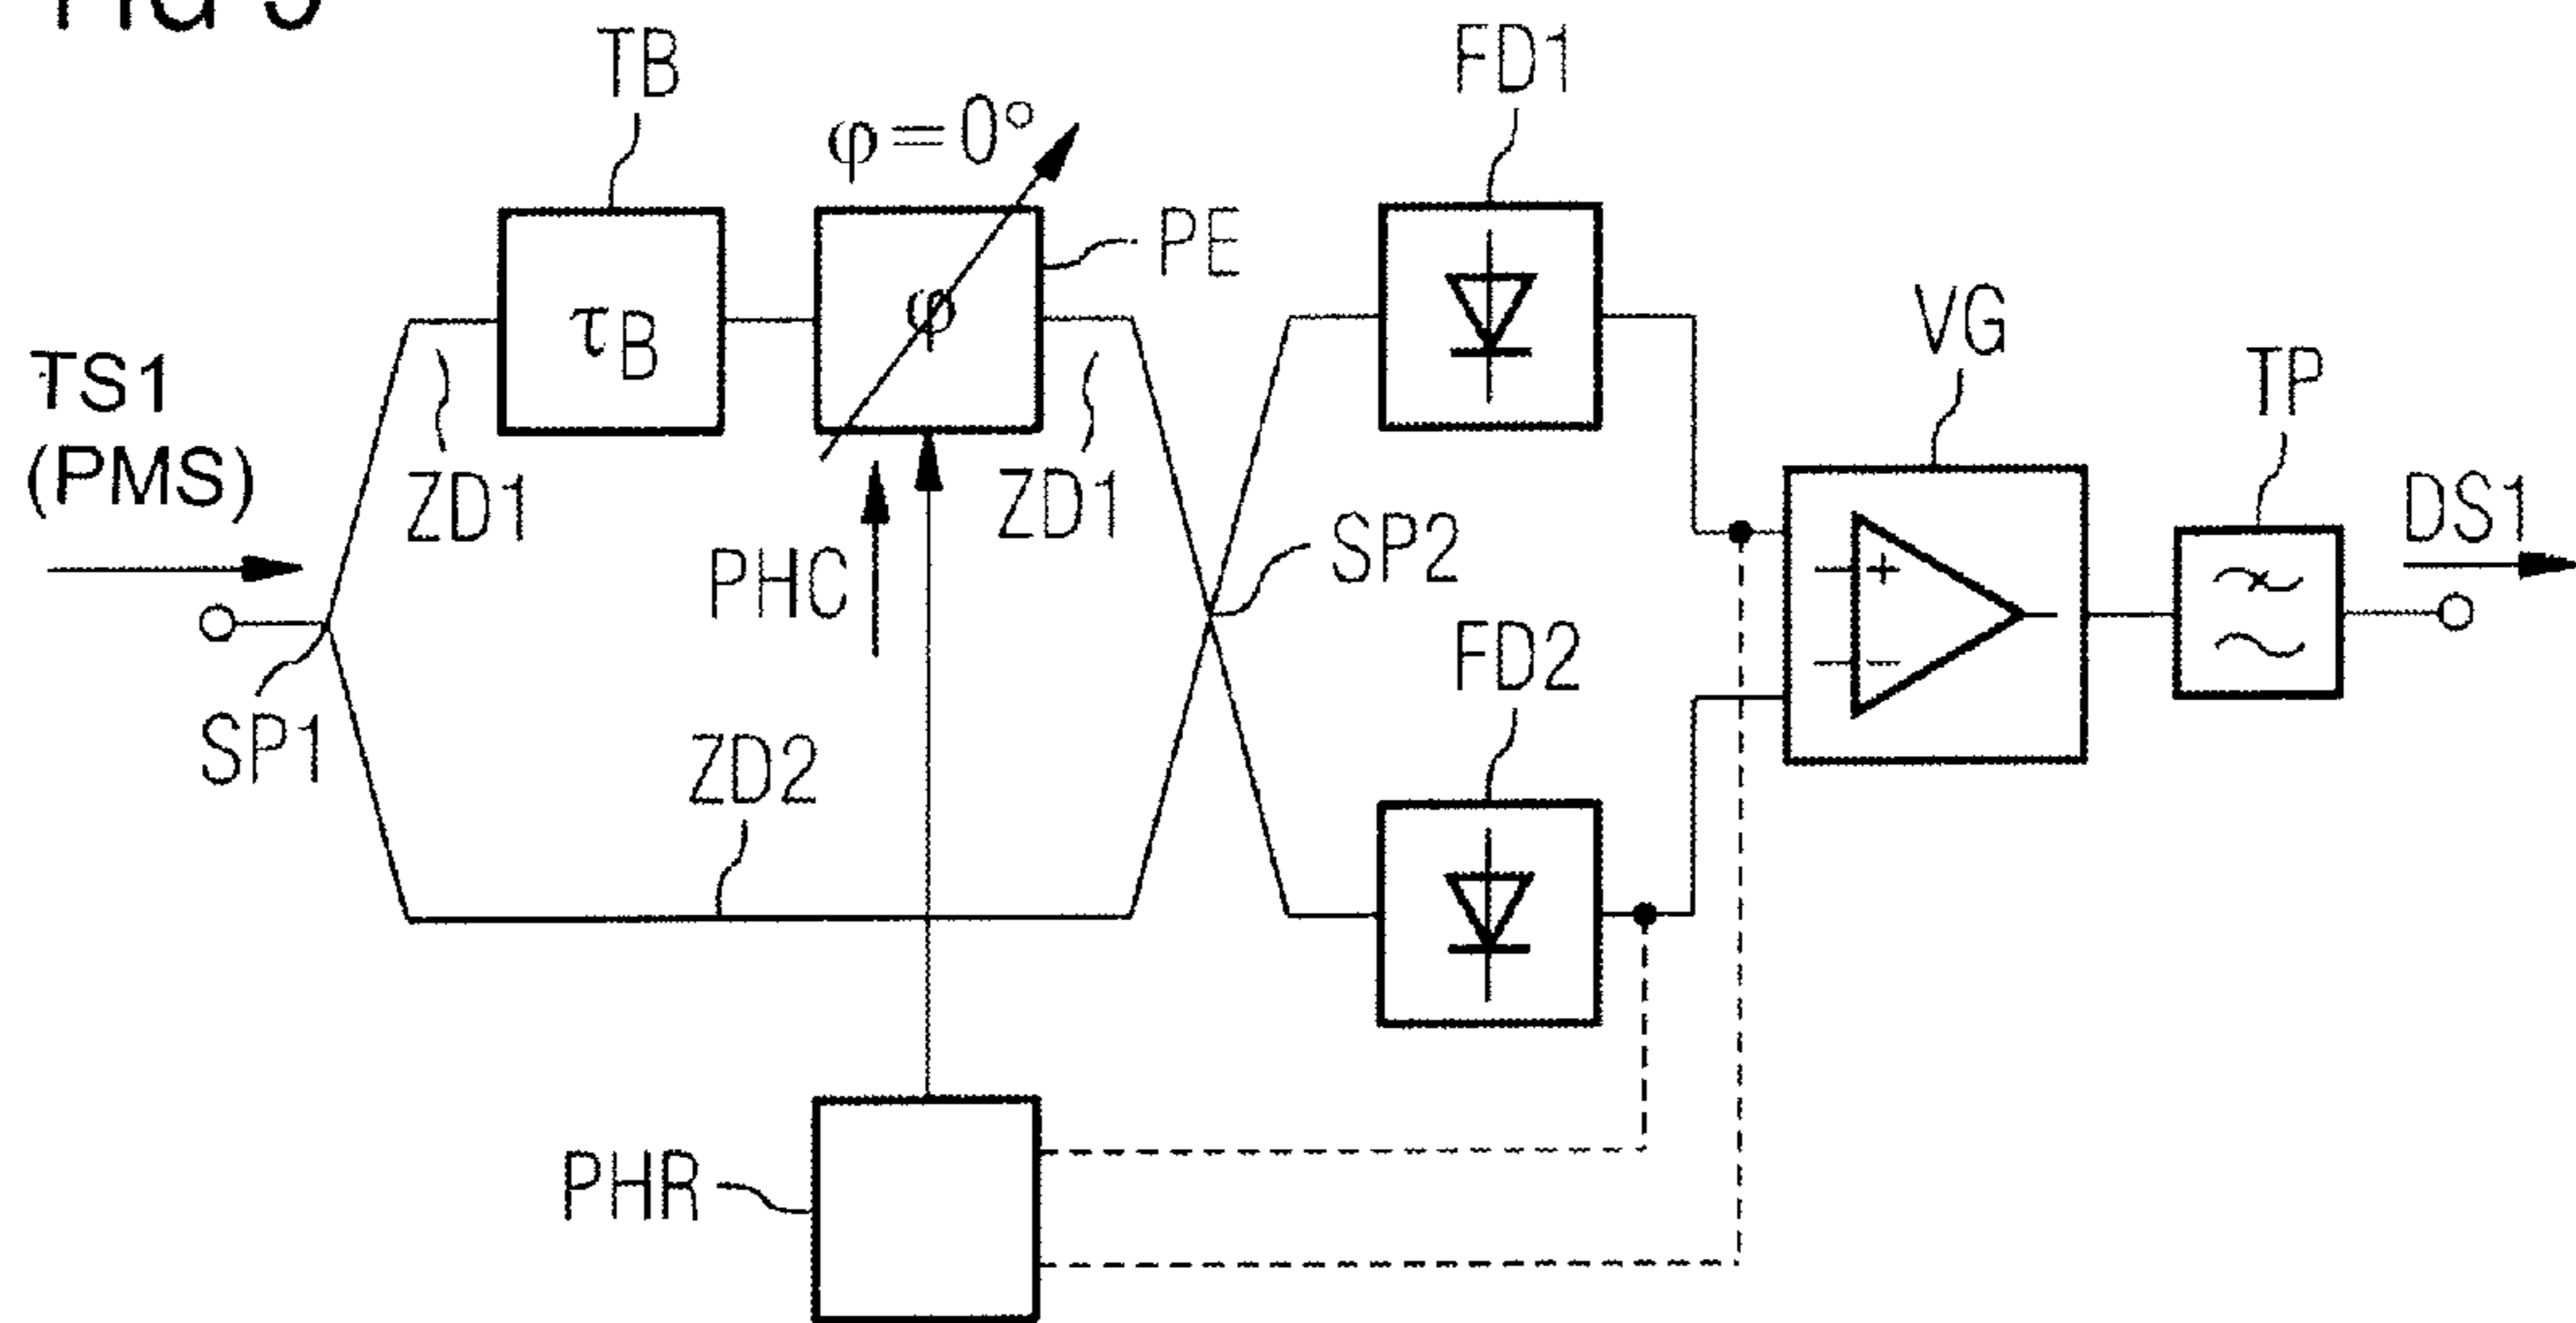 TB
FD1
φ=0°
PE
τB
φ
VG
TS1
(PMS)
TP
ZD1
ZD1
DS1
PHC
SP2
+
−
SP1
FD2
ZD2
PHR